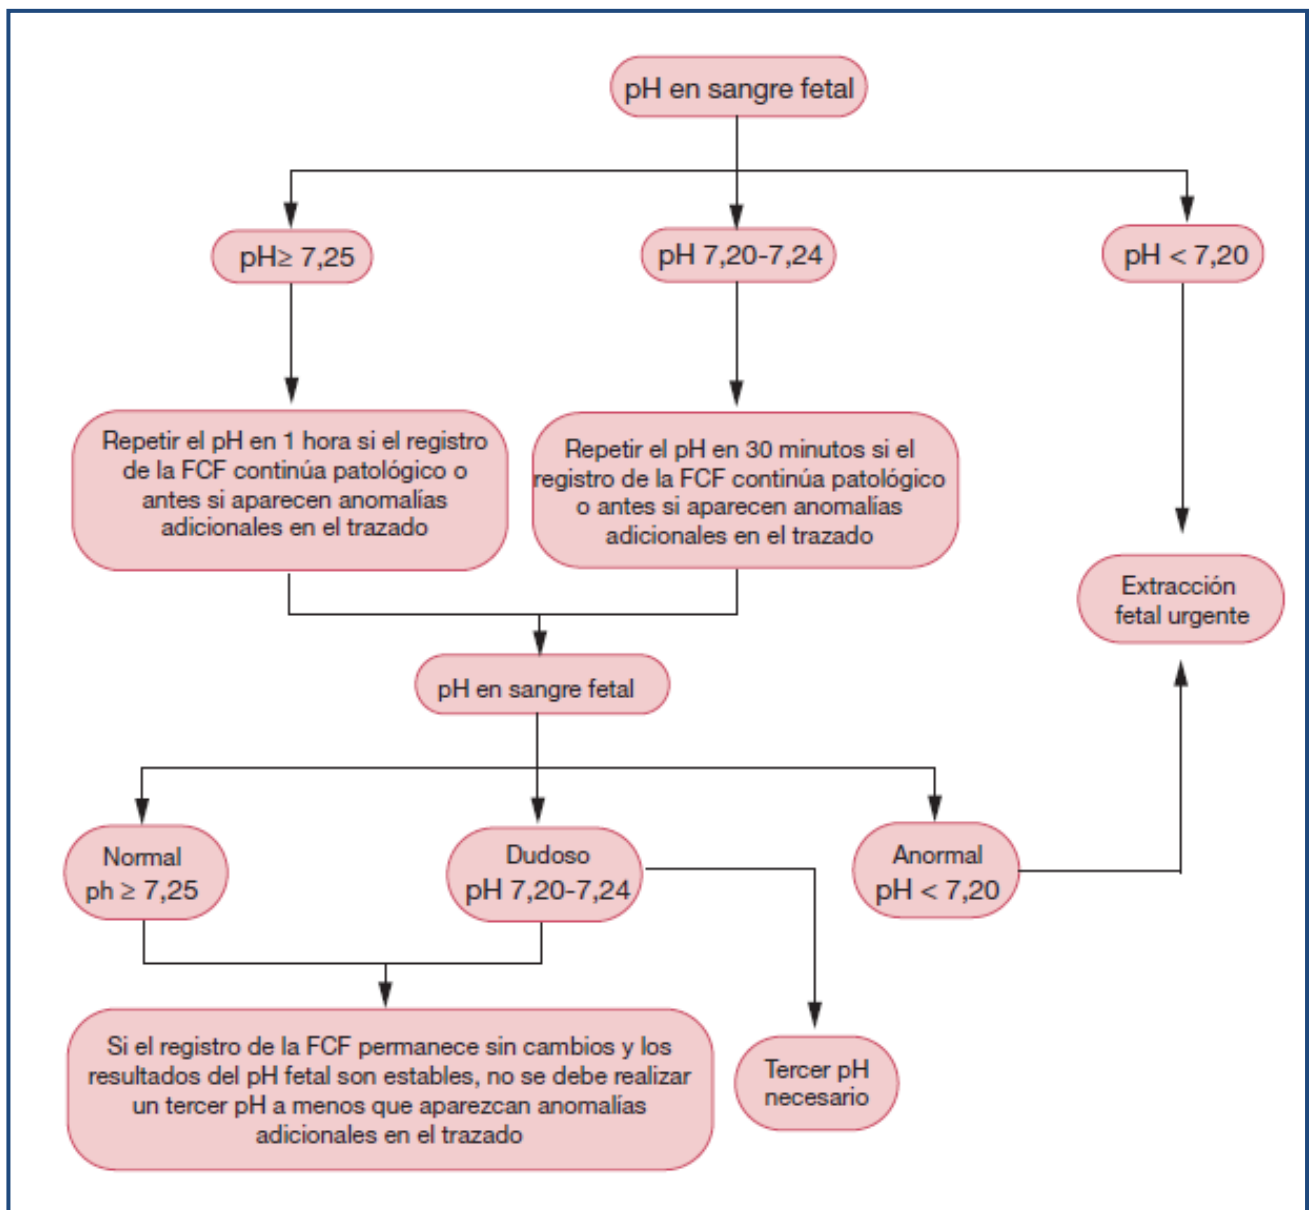 pH en sangre fetal
pH≥ 7,25
pH 7,20-7,24
pH < 7,20
Repetir el pH en 1 hora si el registro
de la FCF continúa patológico o
antes si aparecen anomalías
adicionales en el trazado
Repetir el pH en 30 minutos si el
registro de la FCF continúa patológico
o antes si aparecen anomalías
adicionales en el trazado
Extracción
fetal urgente
pH en sangre fetal
Normal
ph ≥ 7,25
Dudoso
pH 7,20-7,24
Anormal
pH < 7,20
Si el registro de la FCF permanece sin cambios y los
resultados del pH fetal son estables, no se debe realizar
un tercer pH a menos que aparezcan anomalías
adicionales en el trazado
Tercer pH
necesario